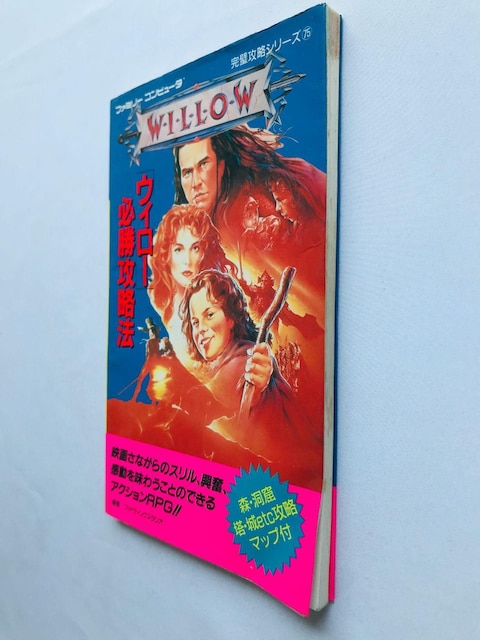 完璧攻略シリーズ75
ファミリーコンピュータ
WILLOW
「ウィロー」
必勝攻略法
映画さながらのスリル、興奮、
感動を味わうことのできる
アクションRPG!!
森・洞窟
塔・城etc攻略
マップ付